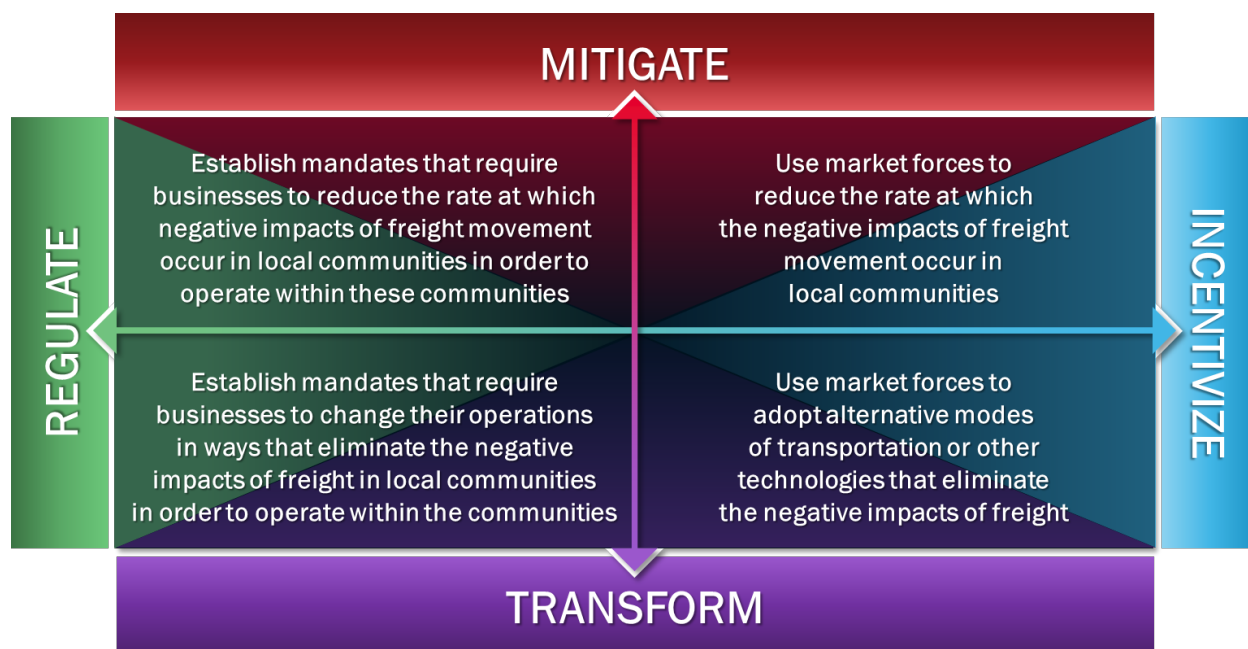 MITIGATE
REGULATE
Establish mandates that require
businesses to reduce the rate at which
negative impacts of freight movement
occur in local communities in order to
operate within these communities
Use market forces to
reduce the rate at which
the negative impacts of freight
movement occur in
local communities
INCENTIVIZE
Establish mandates that require
businesses to change their operations
in ways that eliminate the negative
impacts of freight in local communities
in order to operate within the communities
Use market forces to
adopt alternative modes
of transportation or other
technologies that eliminate
the negative impacts of freight
TRANSFORM